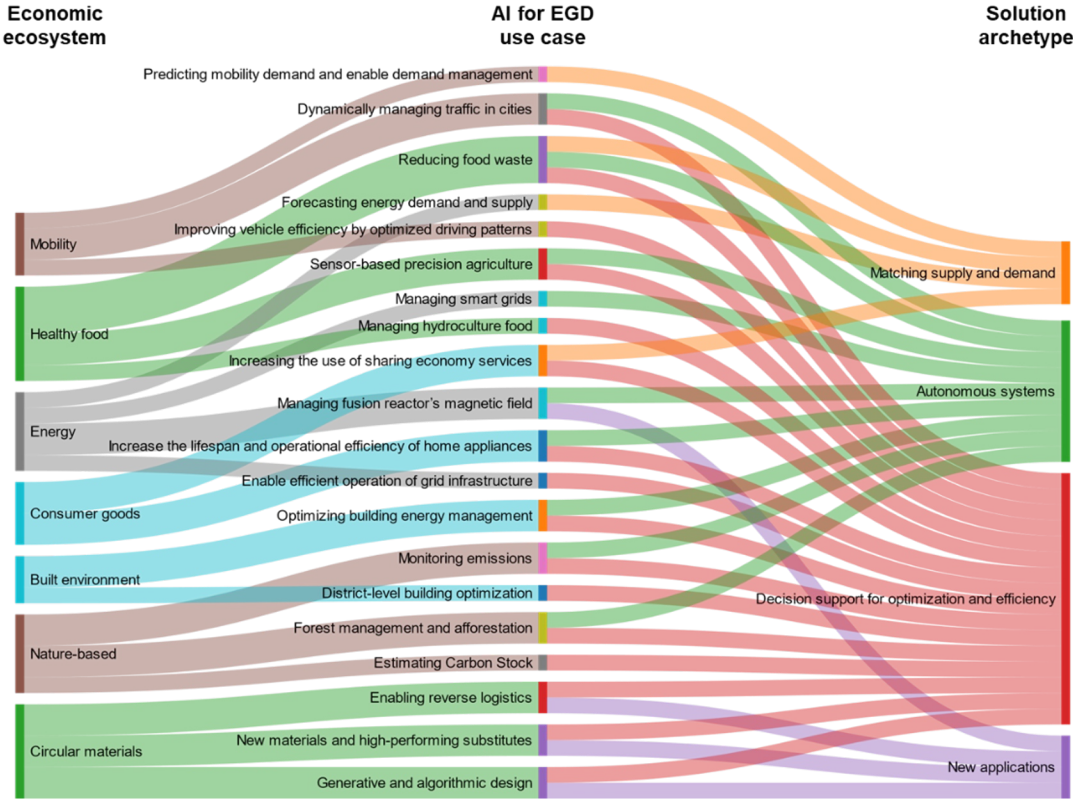 Economic
ecosystem
AI for EGD
use case
Solution
archetype
Predicting mobility demand and enable demand management
Dynamically managing traffic in cities
Reducing food waste
Forecasting energy demand and supply
Improving vehicle efficiency by optimized driving patterns
Mobility
Sensor-based precision agriculture
Matching supply and demand
Managing smart grids
Managing hydroculture food
Healthy food
Increasing the use of sharing economy services
Autonomous systems
Managing fusion reactor's magnetic field
Energy
Increase the lifespan and operational efficiency of home appliances
Enable efficient operation of grid infrastructure
Consumer goods
Optimizing building energy management
Monitoring emissions
Built environment
District-level building optimization
Decision support for optimization and efficiency
Forest management and afforestation
Nature-based
Estimating Carbon Stock
Enabling reverse logistics
New materials and high-performing substitutes
Circular materials
New applications
Generative and algorithmic design